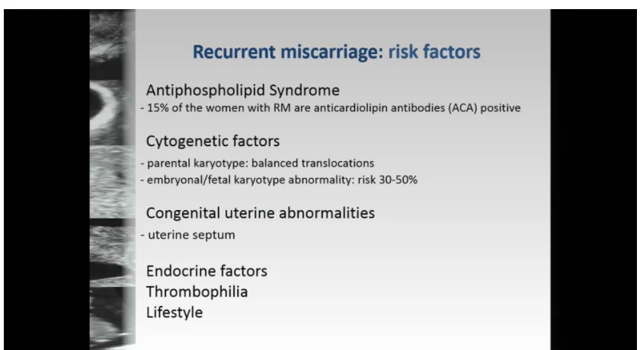 Recurrent miscarriage: risk factors
Antiphospholipid Syndrome
- 15% of the women with RM are anticardiolipin antibodies (ACA) positive
Cytogenetic factors
- parental karyotype: balanced translocations
- embryonal/fetal karyotype abnormality: risk 30-50%
Congenital uterine abnormalities
- uterine septum
Endocrine factors
Thrombophilia
Lifestyle